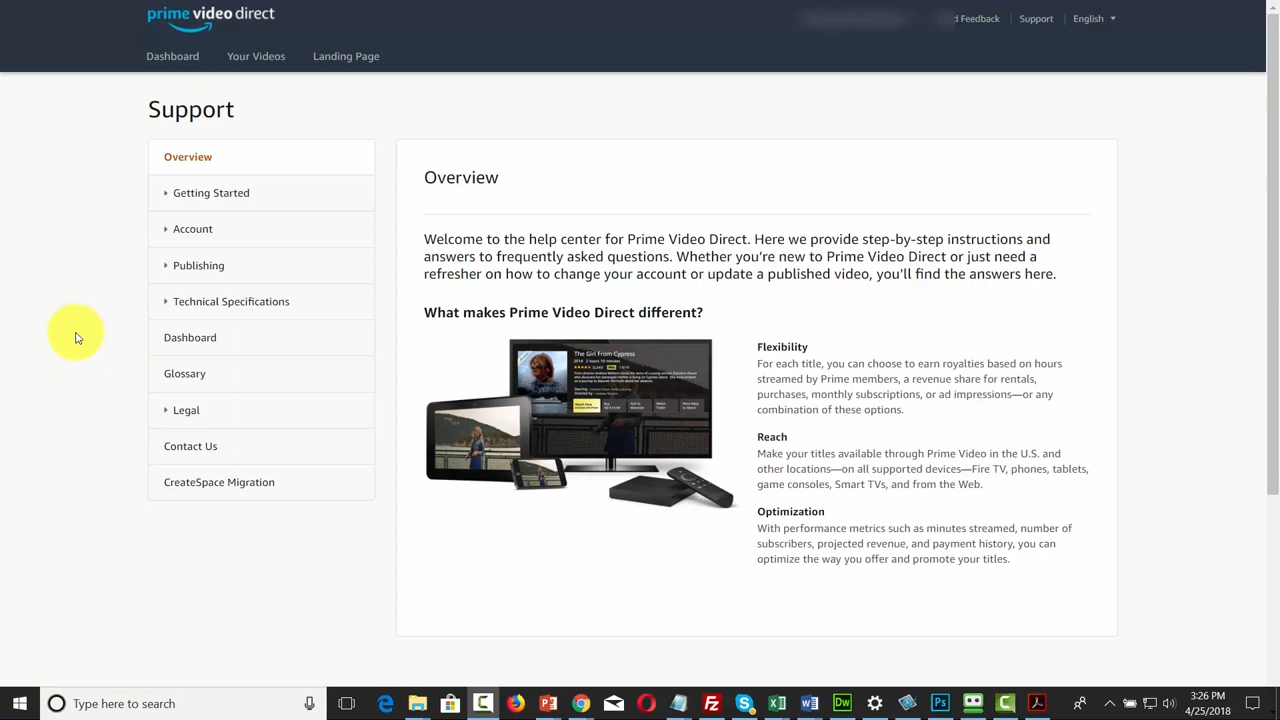 prime video direct
d Feedback
Support
English
Dashboard
Your Videos
Landing Page
Support
Overview
Getting Started
Account
Publishing
Technical Specifications
Dashboard
Glossary
Legal
Contact Us
CreateSpace Migration
Overview
Welcome to the help center for Prime Video Direct. Here we provide step-by-step instructions and
answers to frequently asked questions. Whether you’re new to Prime Video Direct or just need a
refresher on how to change your account or update a published video, you’ll find the answers here.
What makes Prime Video Direct different?
The Girl From Cypress
Flexibility
For each title, you can choose to earn royalties based on hours
streamed by Prime members, a revenue share for rentals,
purchases, monthly subscriptions, or ad impressions—or any
combination of these options.
Reach
Make your titles available through Prime Video in the U.S. and
other locations—on all supported devices—Fire TV, phones, tablets,
game consoles, Smart TVs, and from the Web.
Optimization
With performance metrics such as minutes streamed, number of
subscribers, projected revenue, and payment history, you can
optimize the way you offer and promote your titles.
Type here to search
3:26 PM
4/25/2018